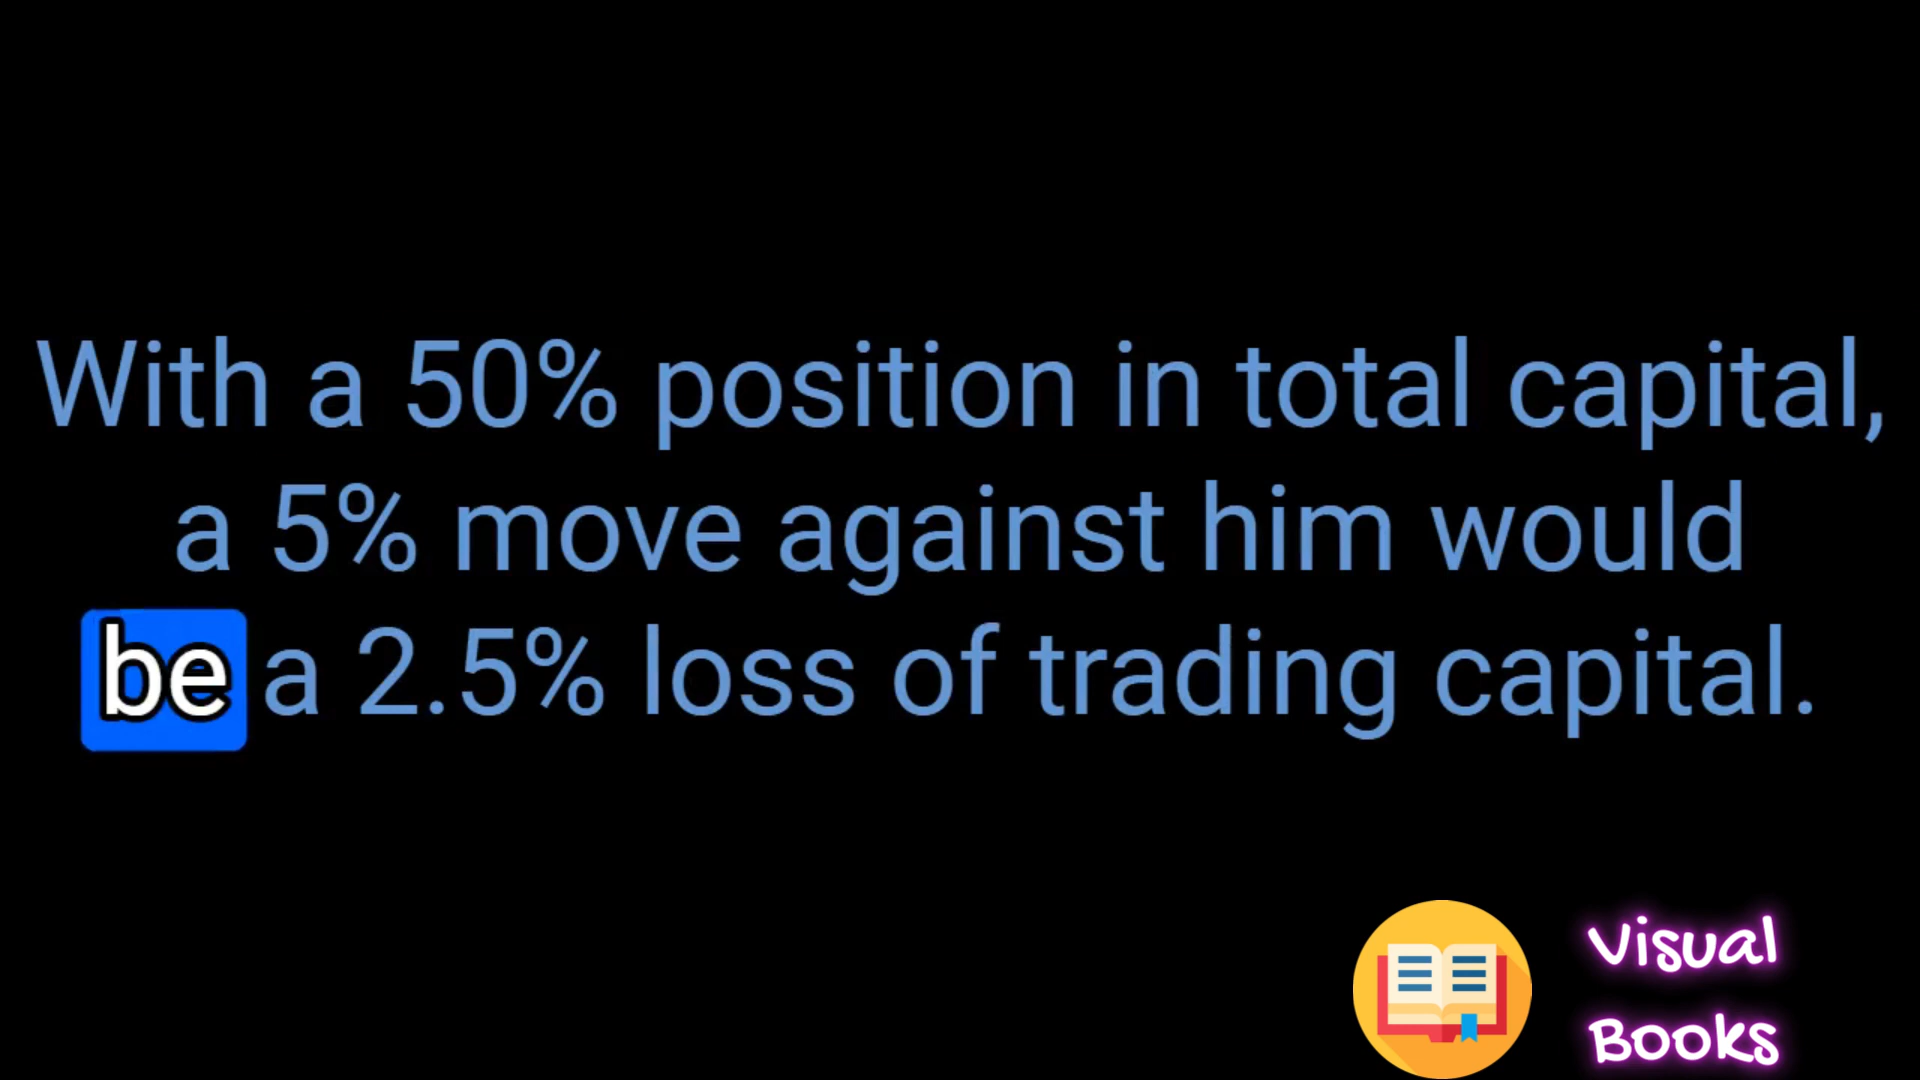 With a 50% position in total capital,
a 5% move against him would
be a 2.5% loss of trading capital.
Visual
Books